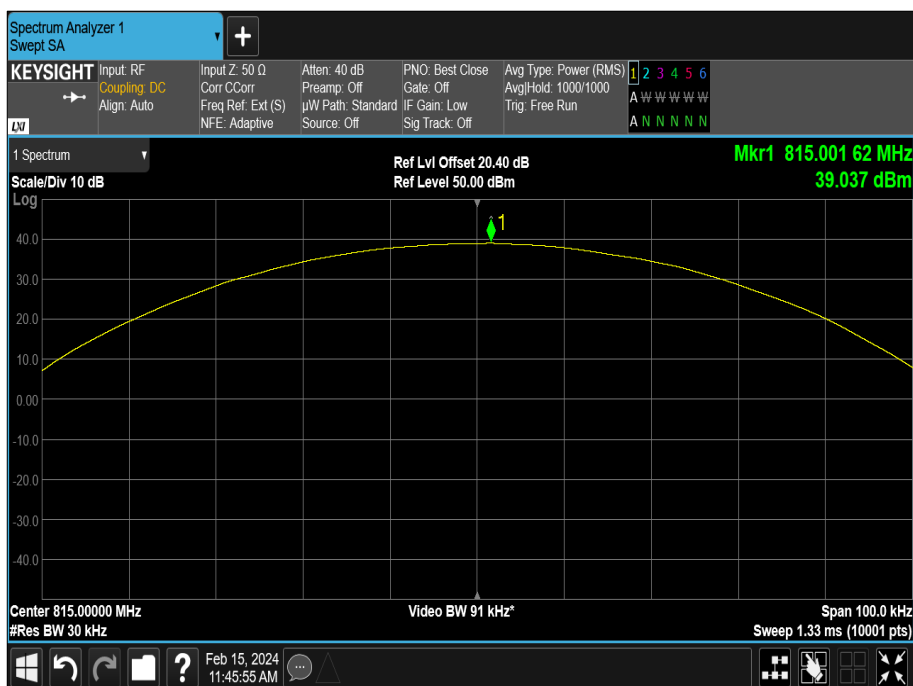 Spectrum Analyzer 1
Swept SA
+
KEYSIGHT
Input: RF
Coupling: DC
Align: Auto
LXI
Input Z: 50 Ω
Corr CCorr
Freq Ref: Ext (S)
NFE: Adaptive
Atten: 40 dB
Preamp: Off
µW Path: Standard
Source: Off
PNO: Best Close
Gate: Off
IF Gain: Low
Sig Track: Off
Avg Type: Power (RMS)
Avg|Hold: 1000/1000
Trig: Free Run
1 2 3 4 5 6
A W W W W W
A N N N N N
1 Spectrum
Scale/Div 10 dB
Log
Ref Lvl Offset 20.40 dB
Ref Level 50.00 dBm
Mkr1 815.001 62 MHz
39.037 dBm
1
40.0
30.0
20.0
10.0
0.00
-10.0
-20.0
-30.0
-40.0
Center 815.00000 MHz
#Res BW 30 kHz
Video BW 91 kHz*
Span 100.0 kHz
Sweep 1.33 ms (10001 pts)
?
Feb 15, 2024
11:45:55 AM